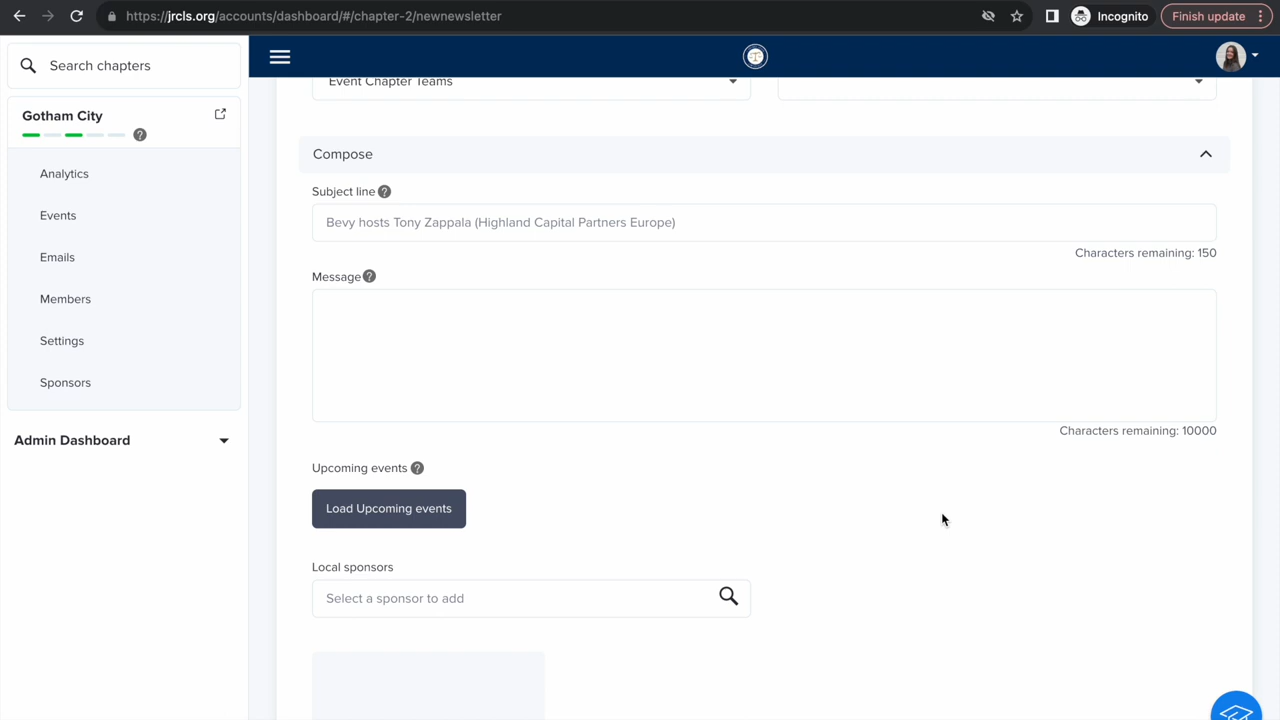 https://jrcls.org/accounts/dashboard/#/chapter-2/newnewsletter
Incognito
Finish update
Search chapters
Gotham City
?
Analytics
Events
Emails
Members
Settings
Sponsors
Admin Dashboard
Event Chapter Teams
Compose
Subject line ?
Bevy hosts Tony Zappala (Highland Capital Partners Europe)
Characters remaining: 150
Message ?
Characters remaining: 10000
Upcoming events ?
Load Upcoming events
Local sponsors
Select a sponsor to add